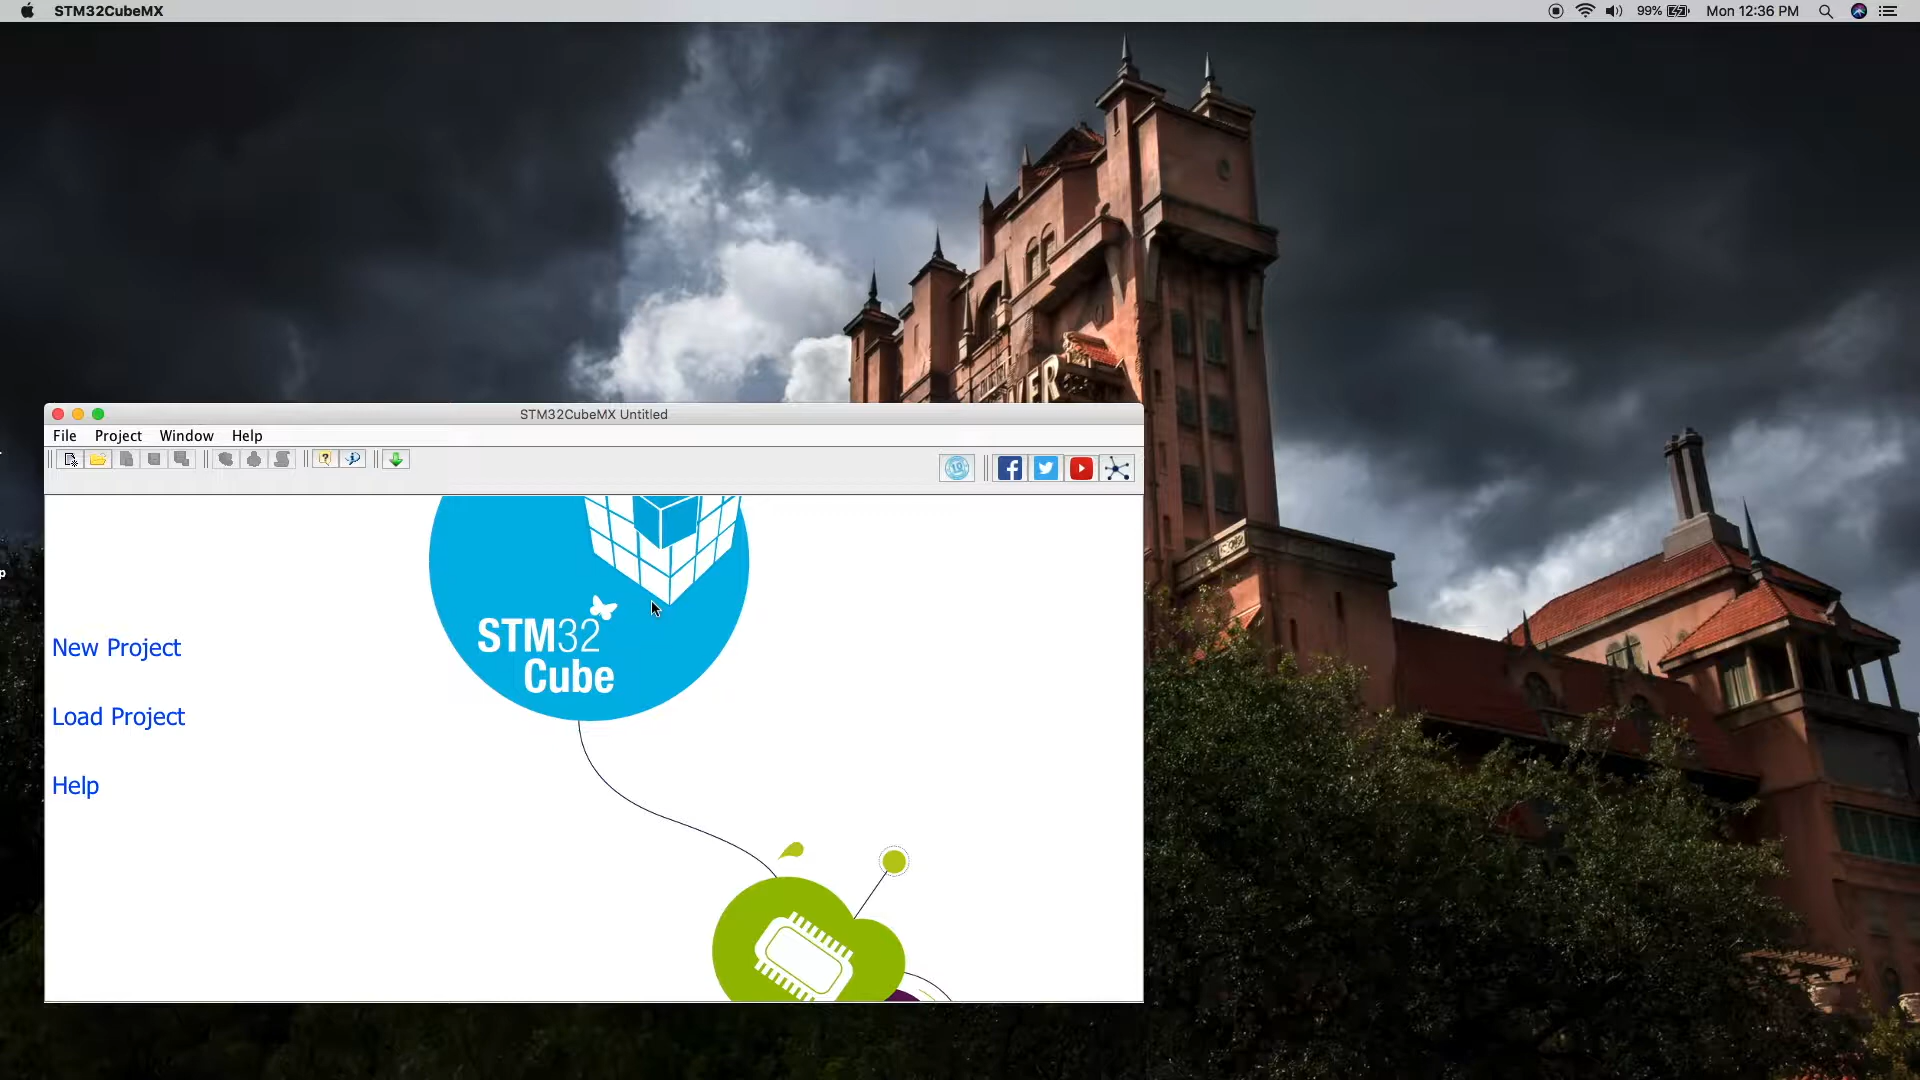 STM32CubeMX
99%
Mon 12:36 PM
STM32CubeMX Untitled
File Project Window Help
New Project
Load Project
Help
STM32
Cube